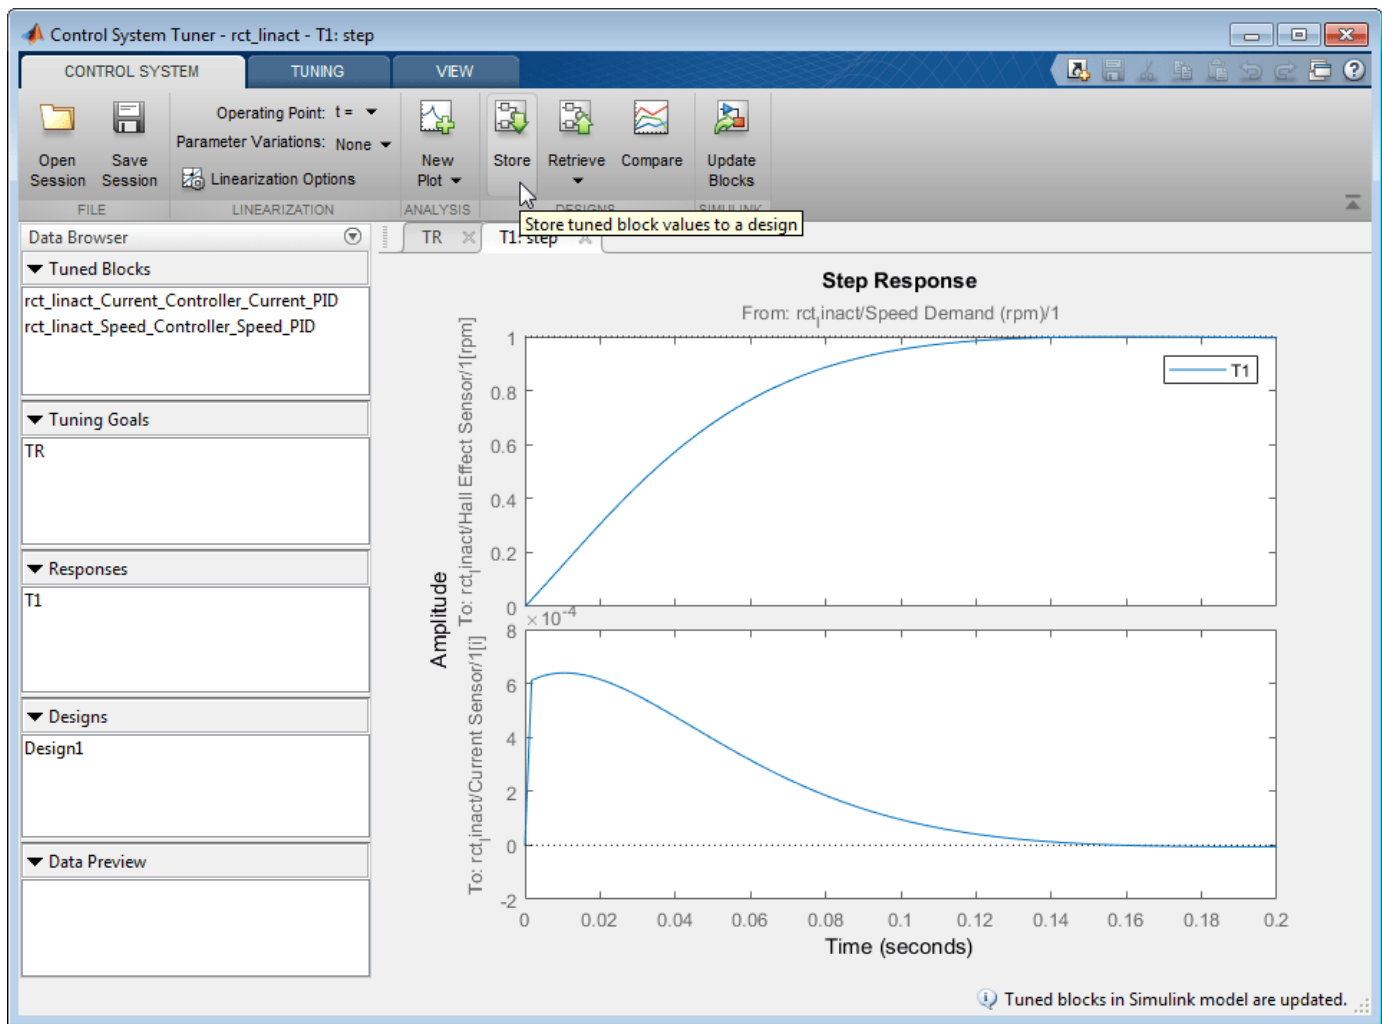 Control System Tuner - rct_linact - T1: step
CONTROL SYSTEM
TUNING
VIEW
Open Session
Save Session
Operating Point: t =
Parameter Variations: None
Linearization Options
New Plot
Store
Retrieve
Compare
Update Blocks
FILE
LINEARIZATION
ANALYSIS
DESIGNS
SIMULINK
Store tuned block values to a design
Data Browser
TR
T1: step
Tuned Blocks
rct_linact_Current_Controller_Current_PID
rct_linact_Speed_Controller_Speed_PID
Tuning Goals
TR
Responses
T1
Designs
Design1
Data Preview
Step Response
From: rct_linact/Speed Demand (rpm)/1
To: rct_linact/Hall Effect Sensor/1[rpm]
1
0.8
0.6
0.4
0.2
0
T1
Amplitude
×10-4
To: rct_linact/Current Sensor/1[i]
8
6
4
2
0
-2
0 0.02 0.04 0.06 0.08 0.1 0.12 0.14 0.16 0.18 0.2
Time (seconds)
Tuned blocks in Simulink model are updated.